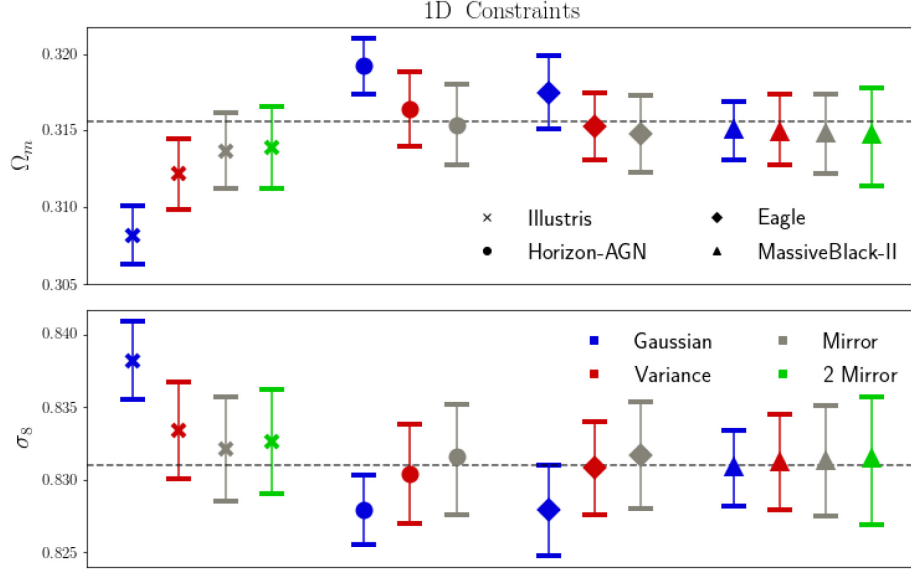 1D Constraints
0.320
0.315
0.310
0.305
Ωm
Illustris
Eagle
Horizon-AGN
MassiveBlack-II
0.840
0.835
0.830
0.825
σ8
Gaussian
Mirror
Variance
2 Mirror